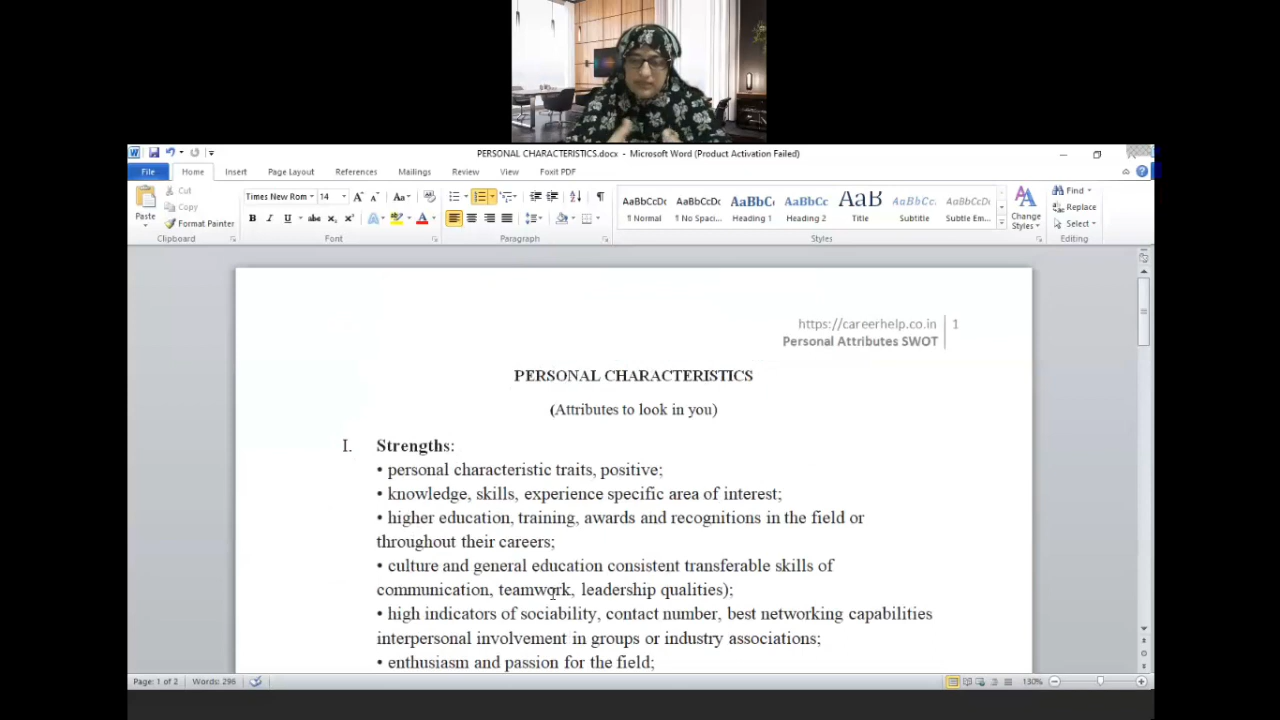 PERSONAL CHARACTERISTICS.docx - Microsoft Word (Product Activation Failed)
File Home Insert Page Layout References Mailings Review View Foxit PDF
Paste
Cut
Copy
Format Painter
Clipboard
Times New Rom 14
Font
Paragraph
AaBbCcDc AaBbCcDc AaBbC AaBbCc AaB AaBbCc. AaBbCcDc
¶ Normal ¶ No Spaci... Heading 1 Heading 2 Title Subtitle Subtle Em...
Styles
Change
Styles
Find
Replace
Select
Editing
https://careerhelp.co.in 1
Personal Attributes SWOT
PERSONAL CHARACTERISTICS
(Attributes to look in you)
I. Strengths:
• personal characteristic traits, positive;
• knowledge, skills, experience specific area of interest;
• higher education, training, awards and recognitions in the field or
throughout their careers;
• culture and general education consistent transferable skills of
communication, teamwork, leadership qualities);
• high indicators of sociability, contact number, best networking capabilities
interpersonal involvement in groups or industry associations;
• enthusiasm and passion for the field;
Page: 1 of 2 Words: 296 130%